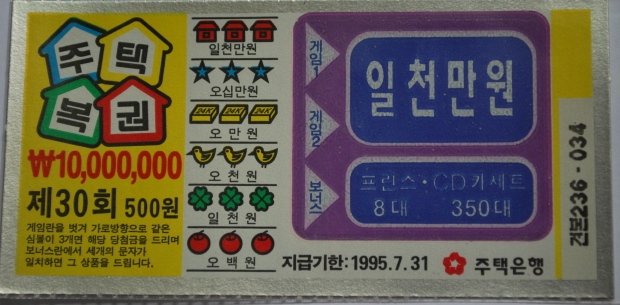 주택
복권
₩10,000,000
제30회 500원
게임란을 벗겨 가로방향으로 같은
심볼이 3개면 해당 당첨금을 드리며
보너스란에서 세개의 문자가
일치하면 그 상품을 드립니다.
일천만원
오십만원
24K 24K 24K
오만원
오천원
일천원
오백원
게임1
게임2
보너스
일천만원
프린스·CD카세트
8대 350대
지급기한:1995.7.31
주택은행
236-034